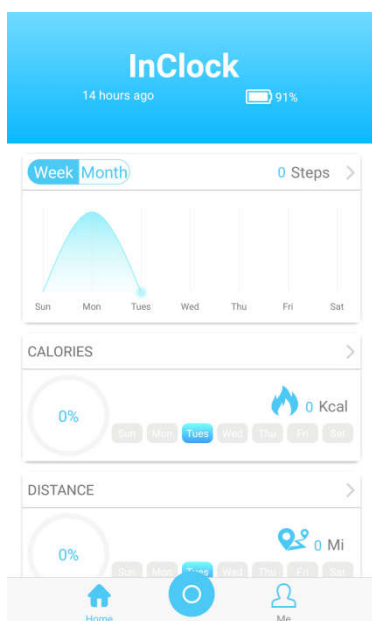 InClock
14 hours ago 91%
Week Month 0 Steps
Sun Mon Tues Wed Thu Fri Sat
CALORIES
0% 0 Kcal
Sun Mon Tues Wed Thu Fri Sat
DISTANCE
0% 0 Mi
Sun Mon Tues Wed Thu Fri Sat
Home Me